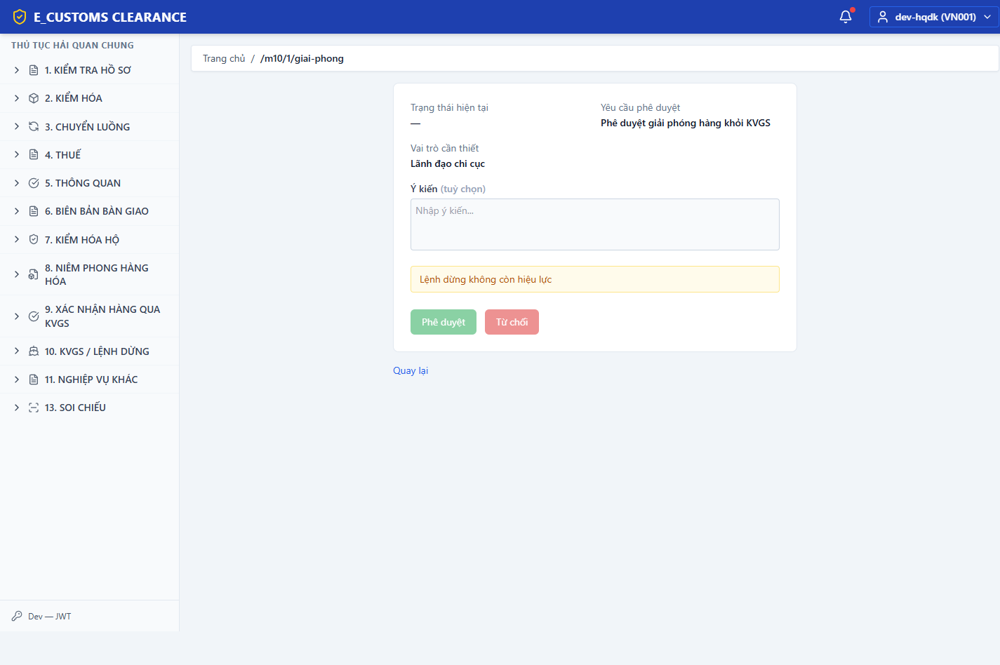 E_CUSTOMS CLEARANCE
dev-hqdk (VN001)
THỦ TỤC HẢI QUAN CHUNG
1. KIỂM TRA HỒ SƠ
2. KIỂM HÓA
3. CHUYỂN LUỒNG
4. THUẾ
5. THÔNG QUAN
6. BIÊN BẢN BÀN GIAO
7. KIỂM HÓA HỘ
8. NIÊM PHONG HÀNG
HÓA
9. XÁC NHẬN HÀNG QUA
KVGS
10. KVGS / LỆNH DỪNG
11. NGHIỆP VỤ KHÁC
13. SOI CHIẾU
Dev — JWT
Trang chủ / /m10/1/giai-phong
Trạng thái hiện tại
—
Yêu cầu phê duyệt
Phê duyệt giải phóng hàng khỏi KVGS
Vai trò cần thiết
Lãnh đạo chi cục
Ý kiến (tuỳ chọn)
Nhập ý kiến...
Lệnh dừng không còn hiệu lực
Phê duyệt
Từ chối
Quay lại